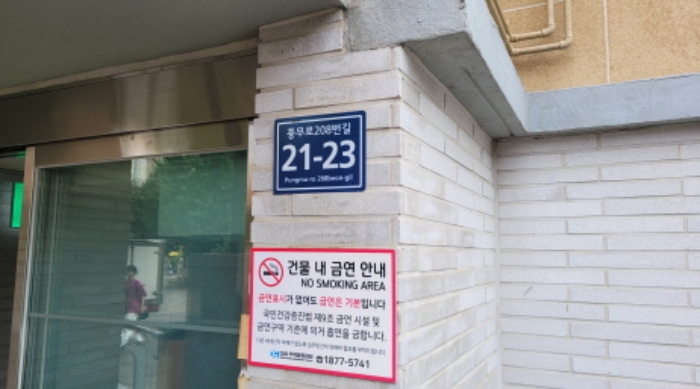 풍무로208번길
21-23
Pungmu-ro 208beon-gil
건물 내 금연 안내
NO SMOKING AREA
금연표시가 없어도 금연은 기본입니다
국민건강증진법 제9조 금연 시설 및
금연구역 기준에 의거 흡연을 금합니다.
☎1877-5741